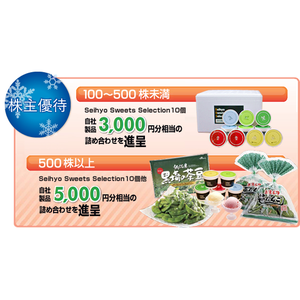 株主優待
100～500株未満
Seihyo Sweets Selection10個
自社製品3,000円分相当の
詰め合わせを進呈
500株以上
Seihyo Sweets Selection10個他
自社製品5,000円分相当の
詰め合わせを進呈
黒埼茶豆